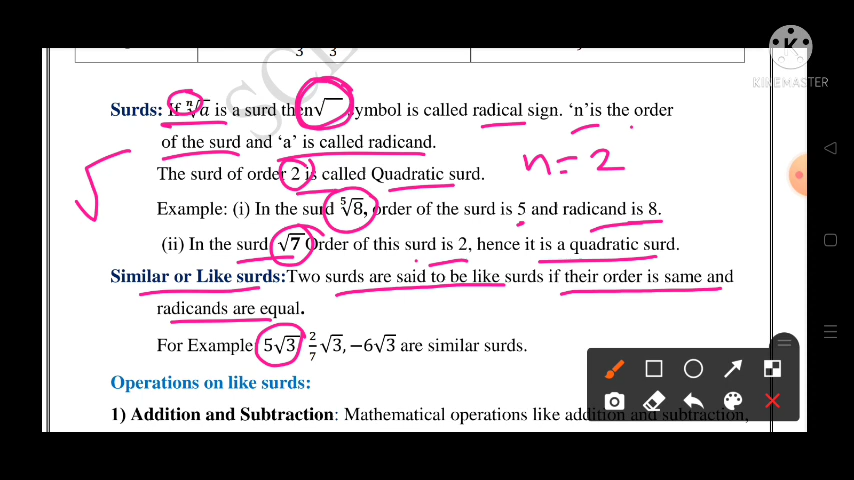 3 3
Surds: If ⁿ√a is a surd then √ symbol is called radical sign. ‘n’is the order
of the surd and ‘a’ is called radicand.
n = 2
The surd of order 2 is called Quadratic surd.
√
Example: (i) In the surd ⁵√8, order of the surd is 5 and radicand is 8.
(ii) In the surd √7 Order of this surd is 2, hence it is a quadratic surd.
Similar or Like surds:Two surds are said to be like surds if their order is same and
radicands are equal.
For Example 5√3, 2/7 √3, −6√3 are similar surds.
Operations on like surds:
1) Addition and Subtraction: Mathematical operations like addition and subtraction,
K
KINEMASTER